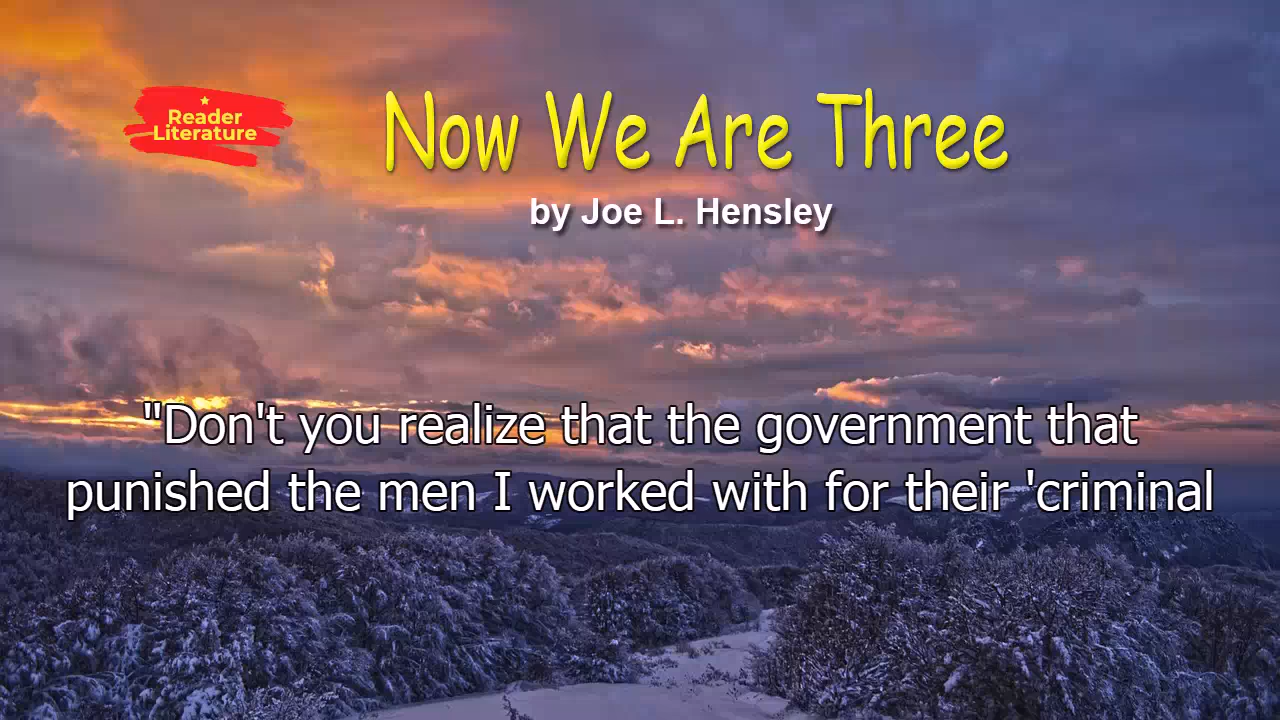 Reader
Literature
Now We Are Three
by Joe L. Hensley
"Don't you realize that the government that
punished the men I worked with for their 'criminal